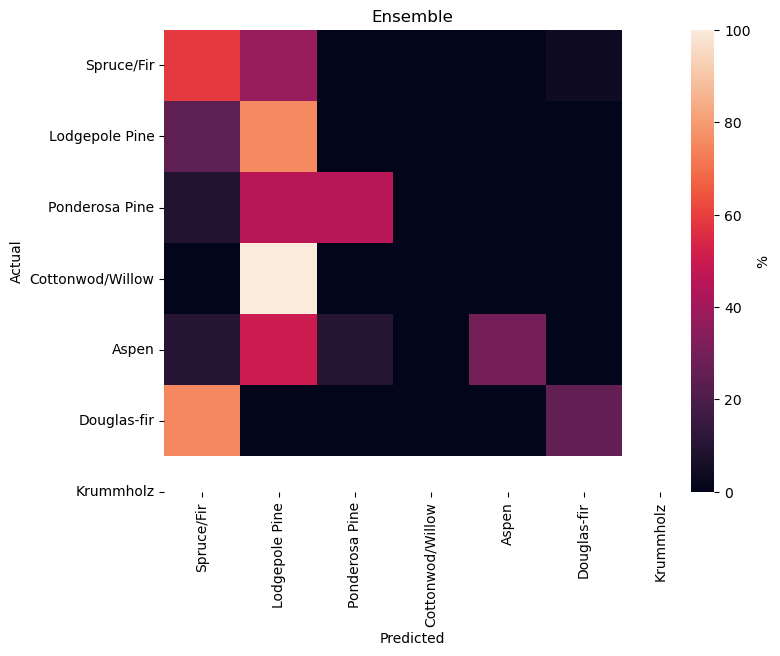 Ensemble
Actual
Spruce/Fir
Lodgepole Pine
Ponderosa Pine
Cottonwod/Willow
Aspen
Douglas-fir
Krummholz
Spruce/Fir
Lodgepole Pine
Ponderosa Pine
Cottonwod/Willow
Aspen
Douglas-fir
Krummholz
Predicted
100
80
60
40
20
0
%